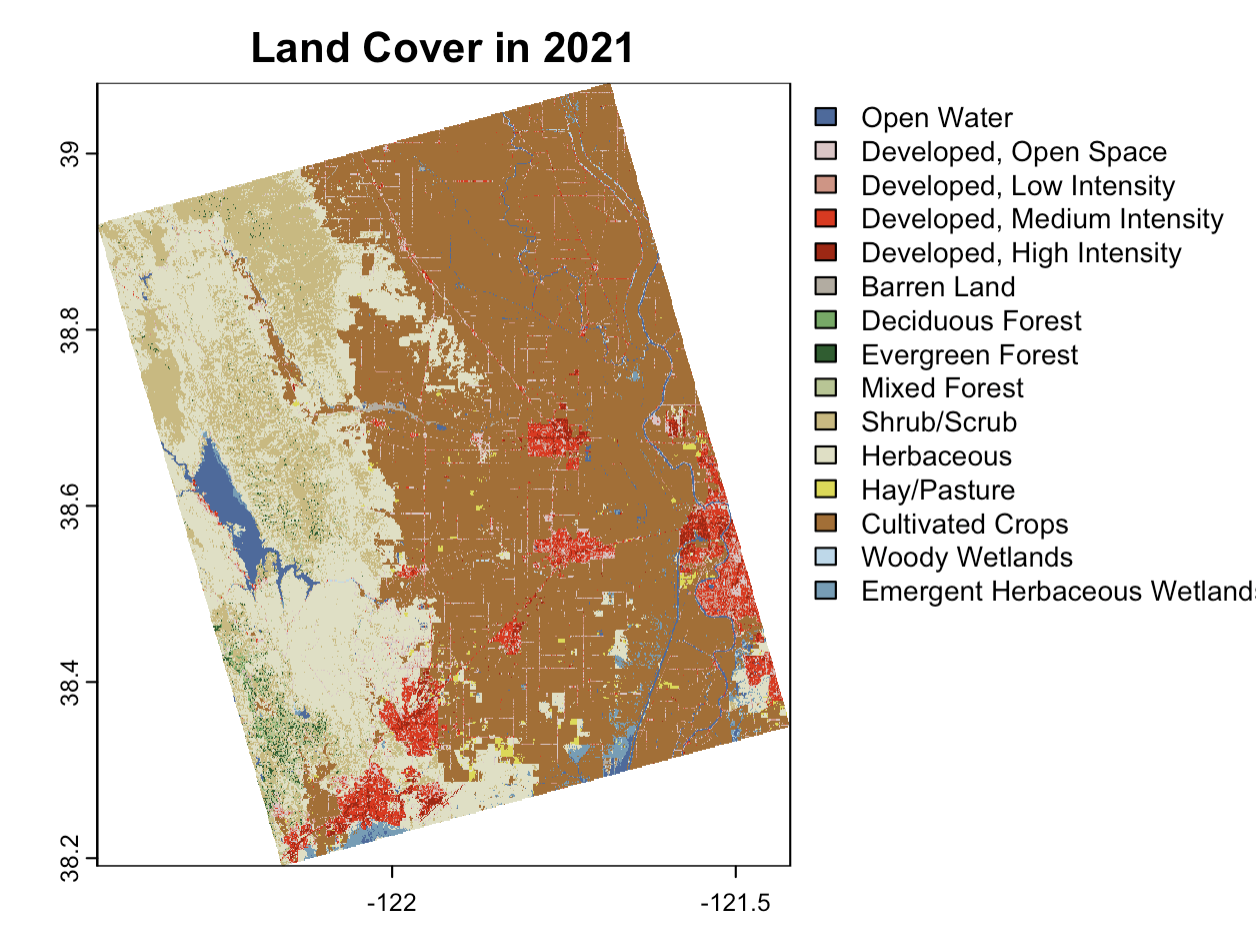 Land Cover in 2021
39
38.8
38.6
38.4
38.2
-122
-121.5
Open Water
Developed, Open Space
Developed, Low Intensity
Developed, Medium Intensity
Developed, High Intensity
Barren Land
Deciduous Forest
Evergreen Forest
Mixed Forest
Shrub/Scrub
Herbaceous
Hay/Pasture
Cultivated Crops
Woody Wetlands
Emergent Herbaceous Wetlands